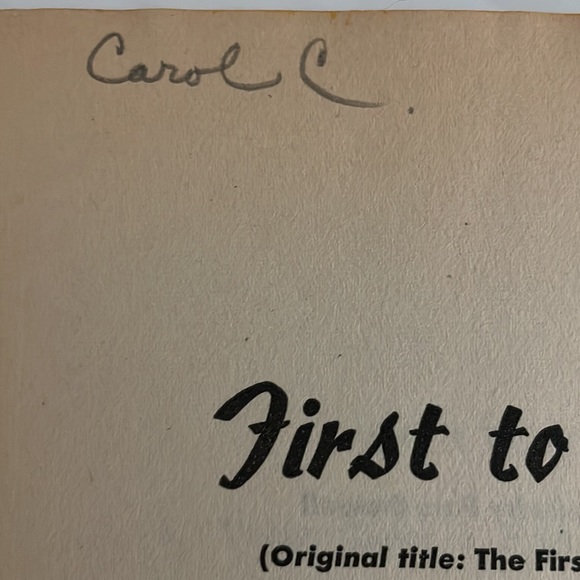 Carol C.
First to
(Original title: The Firs